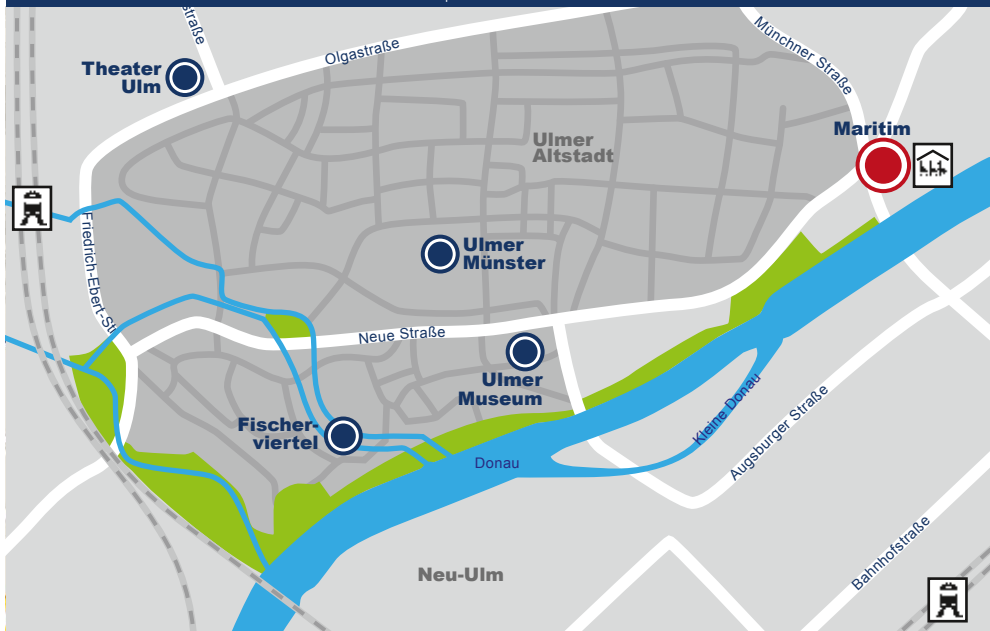 straße
Olgastraße
Münchner Straße
Theater
Ulm
Ulmer
Altstadt
Maritim
Friedrich-Ebert-Str
Ulmer
Münster
Neue Straße
Ulmer
Museum
Fischer-
viertel
Kleine Donau
Augsburger Straße
Donau
Bahnhofstraße
Neu-Ulm